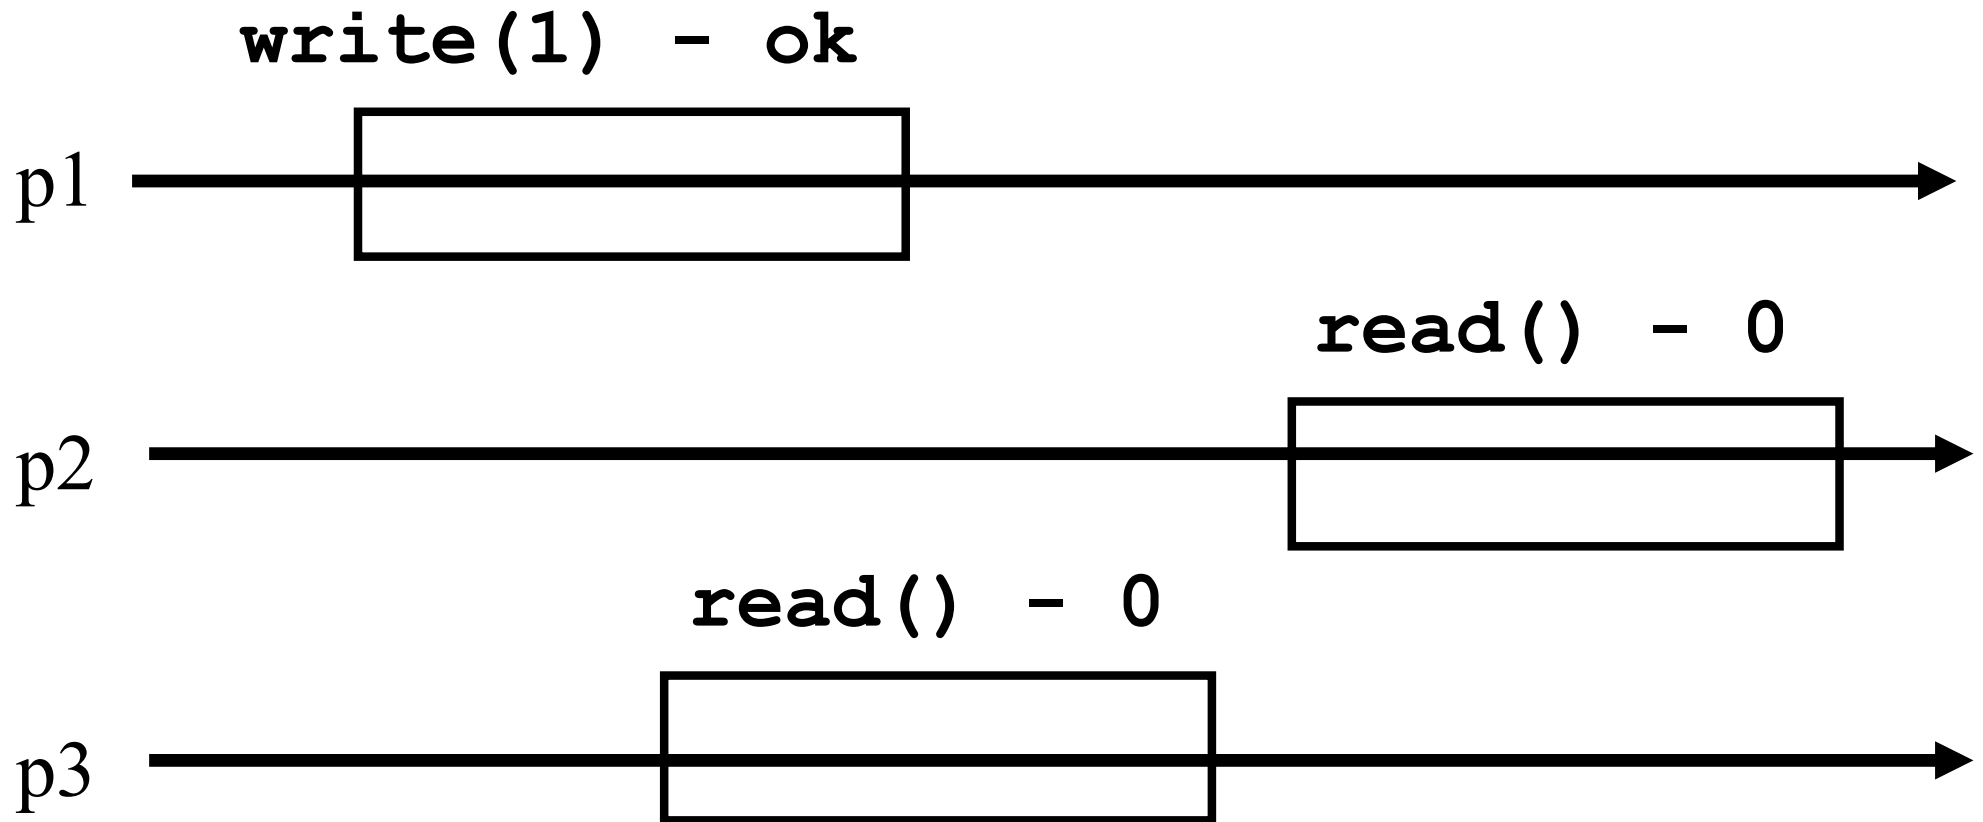 write(1) - ok
p1
read() - 0
p2
read() - 0
p3